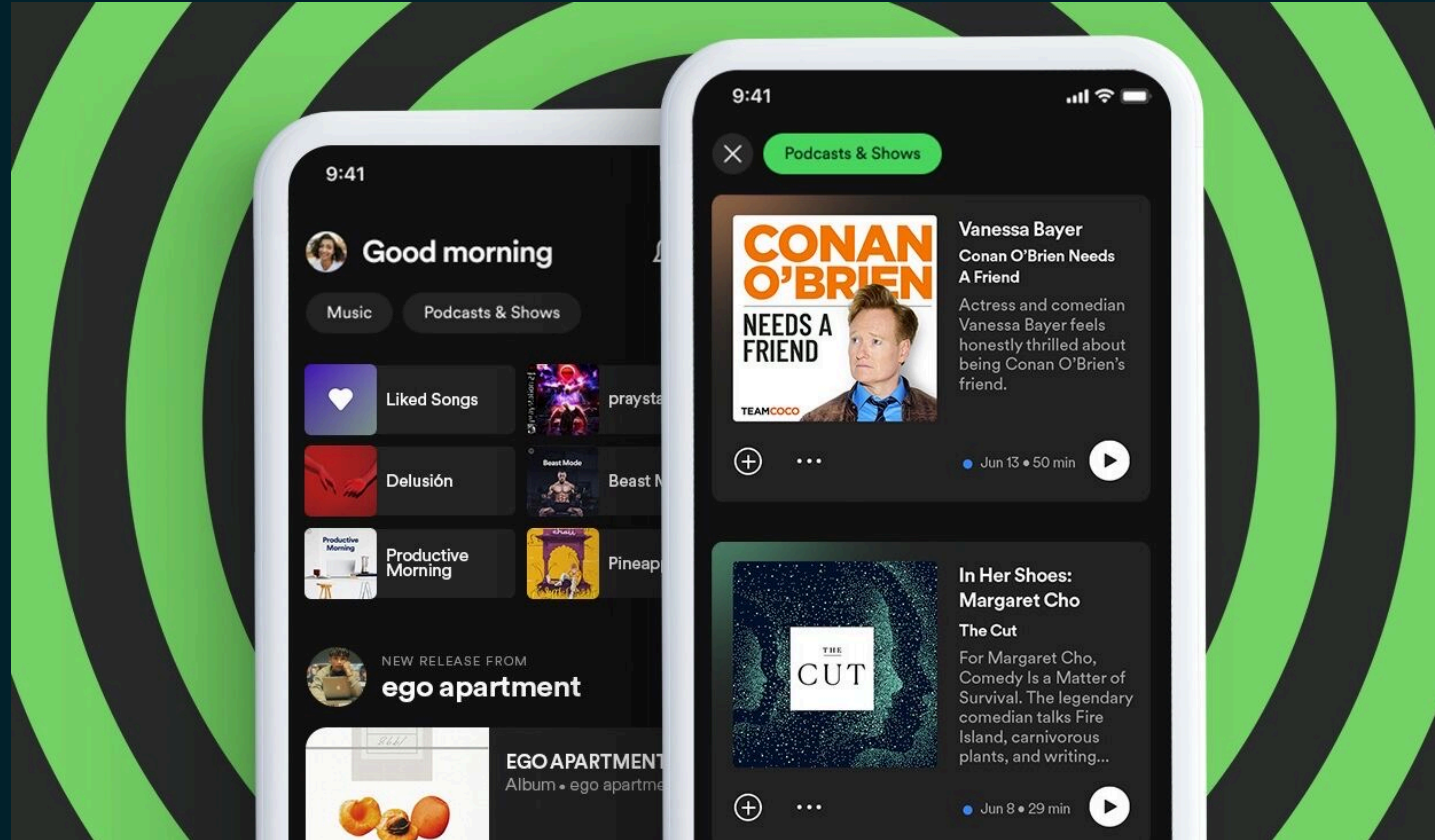 9:41
Good morning
Music
Podcasts & Shows
Liked Songs
praysta
Delusión
Beast Mode
Beast M
Productive
Morning
Productive
Morning
Pineap
NEW RELEASE FROM
ego apartment
EGO APARTMENT
Album • ego apartme
9:41
Podcasts & Shows
CONAN
O'BRIEN
NEEDS A
FRIEND
TEAMCOCO
Vanessa Bayer
Conan O'Brien Needs
A Friend
Actress and comedian
Vanessa Bayer feels
honestly thrilled about
being Conan O'Brien's
friend.
Jun 13 • 50 min
THE
CUT
In Her Shoes:
Margaret Cho
The Cut
For Margaret Cho,
Comedy Is a Matter of
Survival. The legendary
comedian talks Fire
Island, carnivorous
plants, and writing...
Jun 8 • 29 min